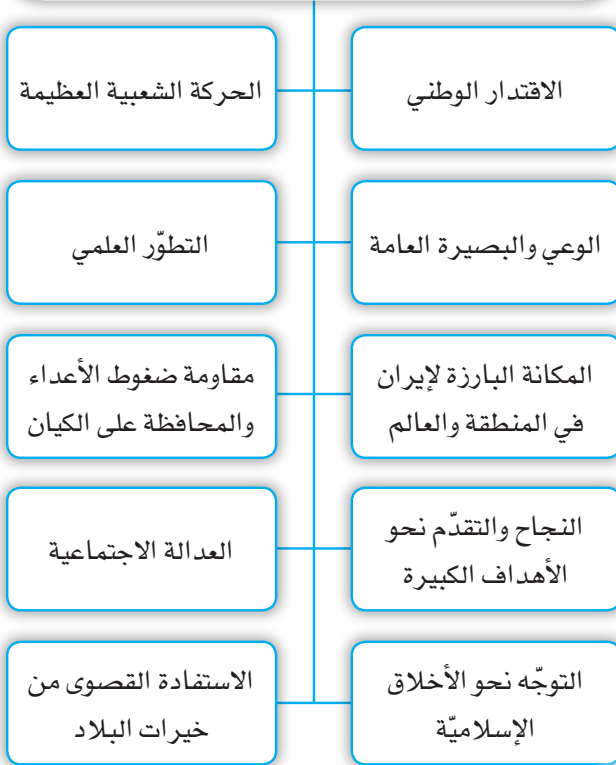 الاقتدار الوطني
الحركة الشعبية العظيمة
الوعي والبصيرة العامة
التطوّر العلمي
المكانة البارزة لإيران
في المنطقة والعالم
مقاومة ضغوط الأعداء
والمحافظة على الكيان
النجاح والتقدّم نحو
الأهداف الكبيرة
العدالة الاجتماعية
التوجّه نحو الأخلاق
الإسلاميّة
الاستفادة القصوى من
خيرات البلاد